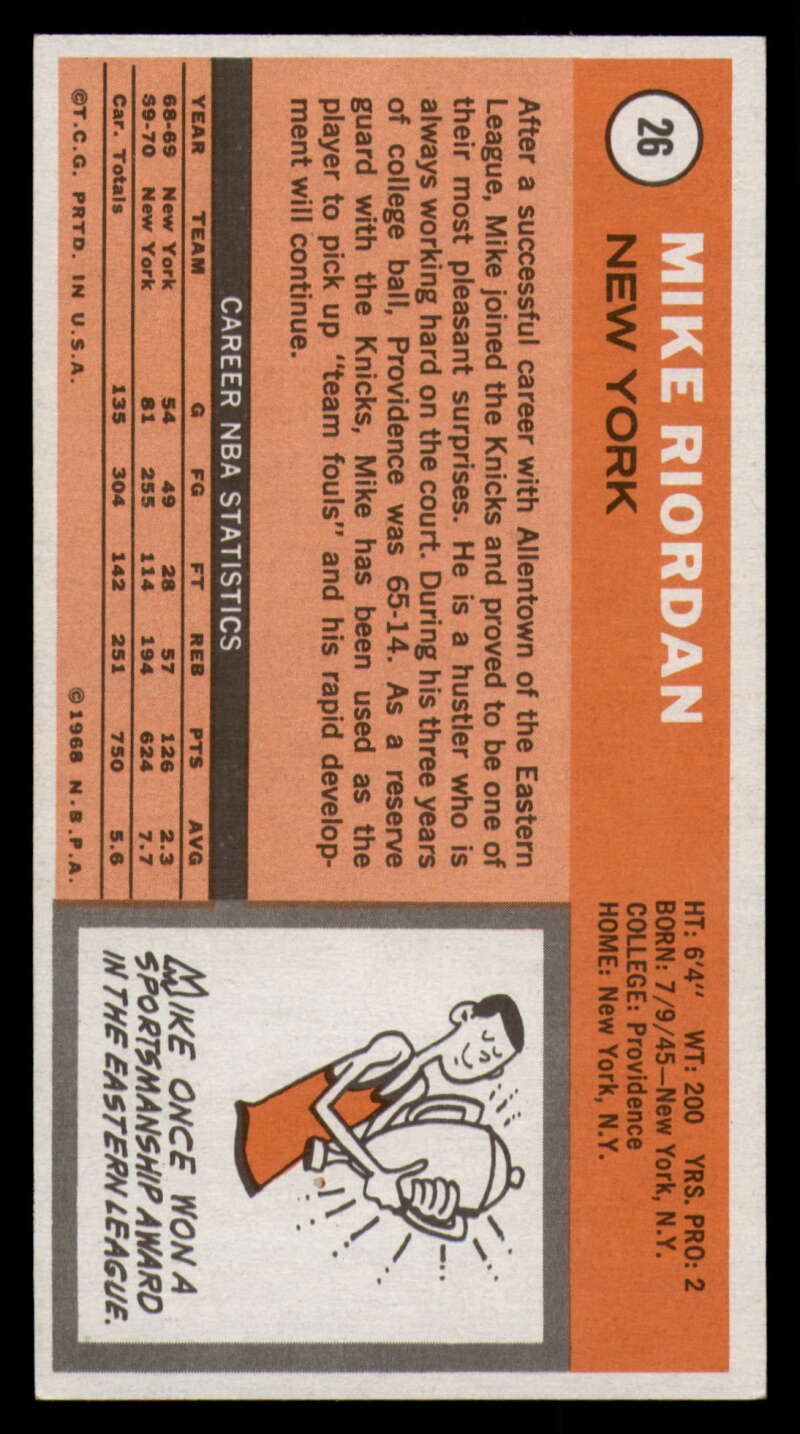 26
MIKE RIORDAN
NEW YORK
HT: 6'4" WT: 200 YRS. PRO: 2
BORN: 7/9/45—New York, N.Y.
COLLEGE: Providence
HOME: New York, N.Y.
After a successful career with Allentown of the Eastern
League, Mike joined the Knicks and proved to be one of
their most pleasant surprises. He is a hustler who is
always working hard on the court. During his three years
of college ball, Providence was 65-14. As a reserve
guard with the Knicks, Mike has been used as the
player to pick up "team fouls" and his rapid develop-
ment will continue.
CAREER NBA STATISTICS
YEAR TEAM G FG FT REB PTS AVG
68-69 New York 54 49 28 57 126 2.3
S9-70 New York 81 255 114 194 624 7.7
Car. Totals 135 304 142 251 750 5.6
©T.C.G. PRTD. IN U.S.A. ©1968 N.B.P.A.
MIKE ONCE WON A
SPORTSMANSHIP AWARD
IN THE EASTERN LEAGUE.